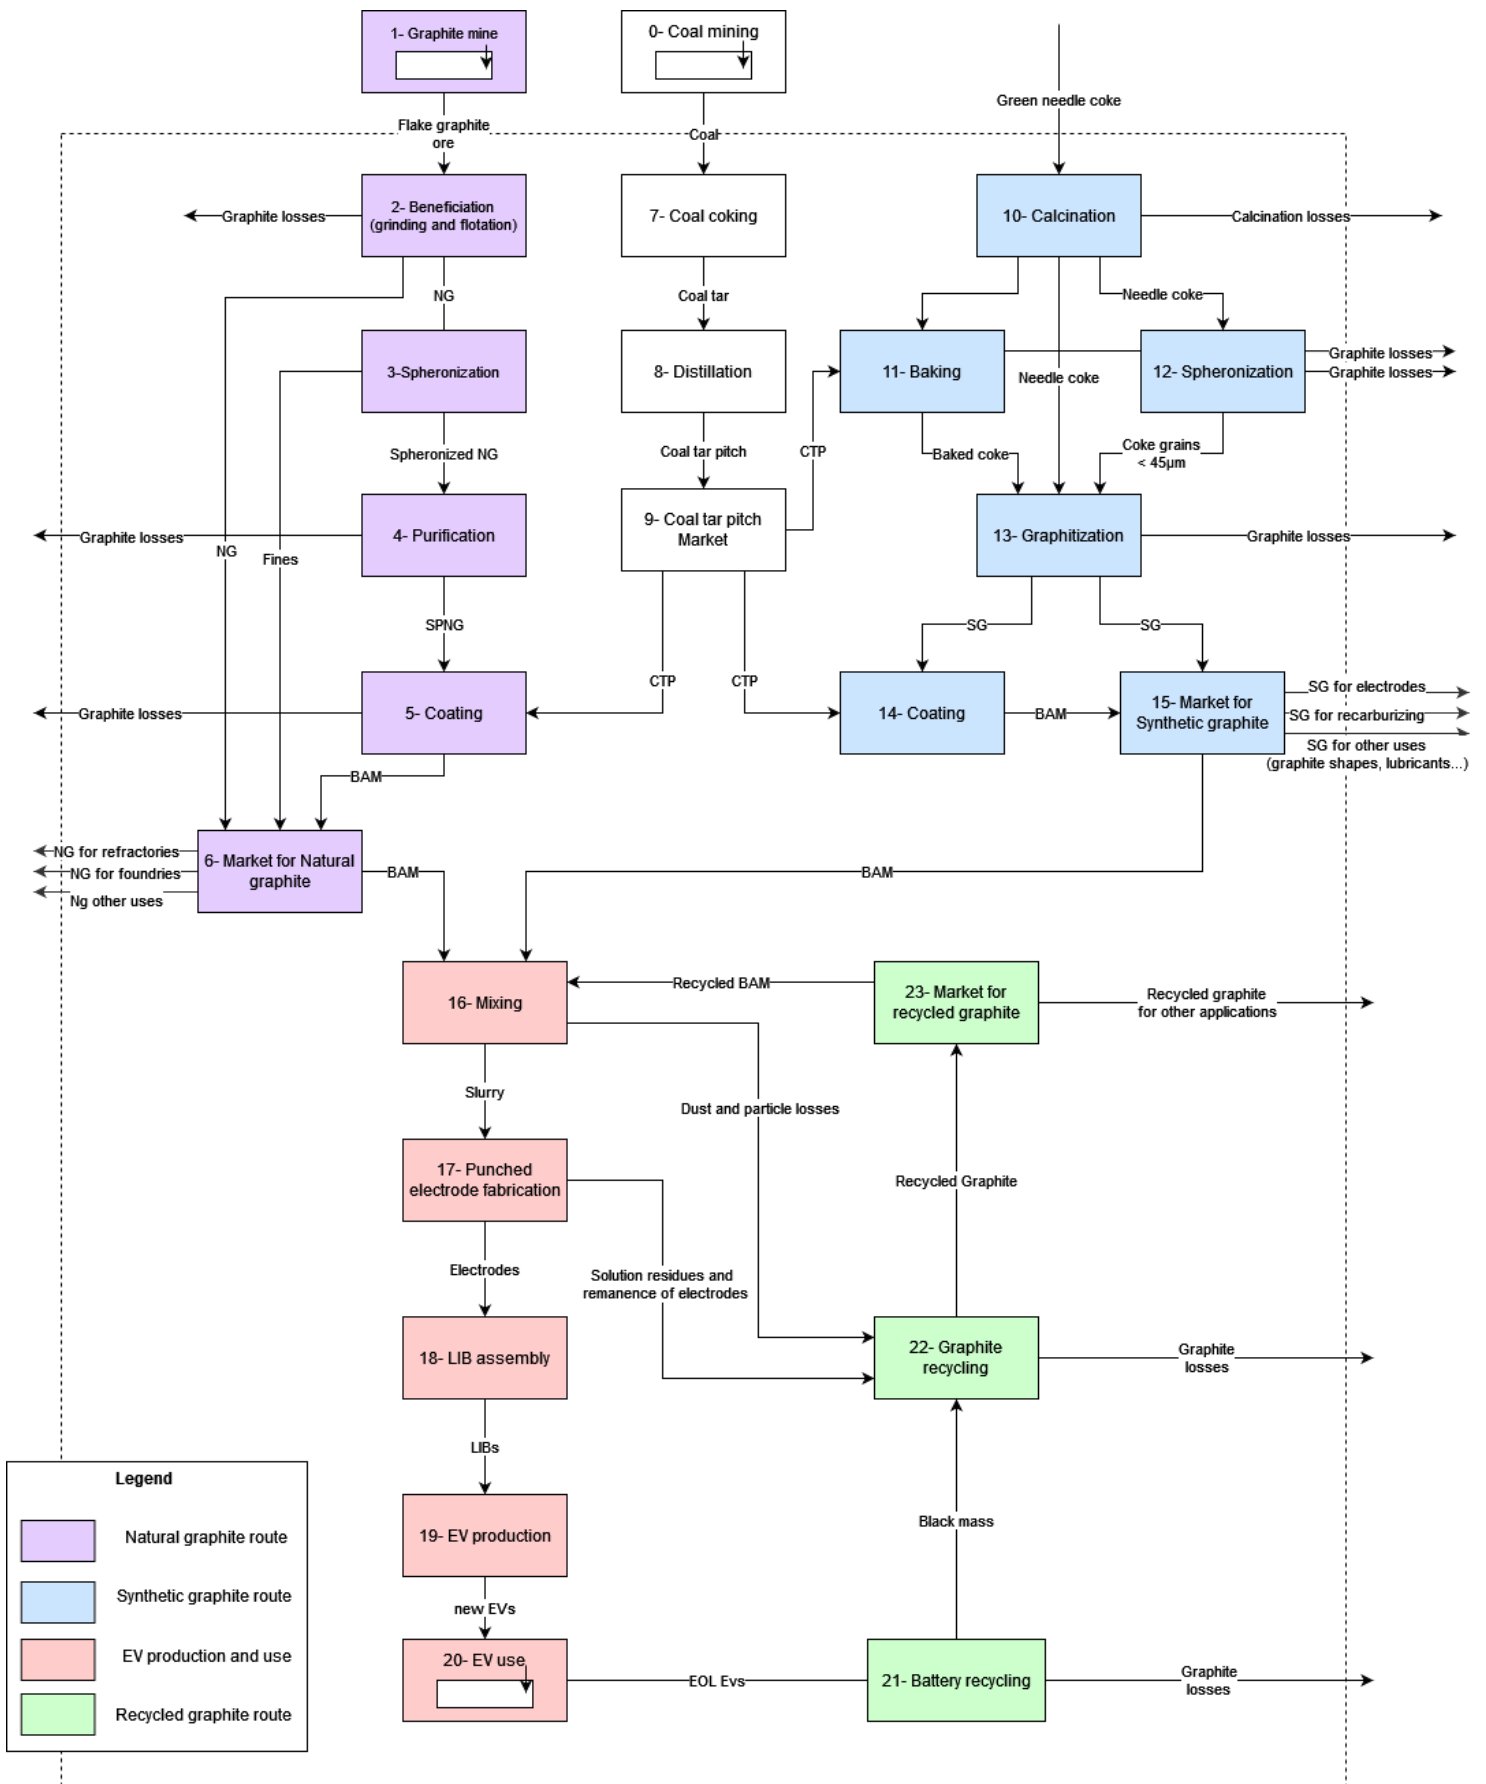 1- Graphite mine
0- Coal mining
Green needle coke
Flake graphite
ore
Coal
2- Beneficiation
(grinding and flotation)
Graphite losses
7- Coal coking
10- Calcination
Calcination losses
NG
Coal tar
Needle coke
3-Spheronization
8- Distillation
11- Baking
Needle coke
12- Spheronization
Graphite losses
Graphite losses
Spheronized NG
Coal tar pitch
CTP
Baked coke
Coke grains
< 45µm
Graphite losses
4- Purification
NG
Fines
9- Coal tar pitch
Market
13- Graphitization
Graphite losses
SPNG
SG
SG
CTP
CTP
Graphite losses
5- Coating
14- Coating
BAM
15- Market for
Synthetic graphite
SG for electrodes
SG for recarburizing
SG for other uses
(graphite shapes, lubricants...)
BAM
NG for refractories
NG for foundries
Ng other uses
6- Market for Natural
graphite
BAM
BAM
16- Mixing
Recycled BAM
23- Market for
recycled graphite
Recycled graphite
for other applications
Slurry
Dust and particle losses
17- Punched
electrode fabrication
Recycled Graphite
Electrodes
Solution residues and
remanence of electrodes
18- LIB assembly
22- Graphite
recycling
Graphite
losses
LIBs
Legend
Natural graphite route
Synthetic graphite route
EV production and use
Recycled graphite route
19- EV production
Black mass
new EVs
20- EV use
EOL Evs
21- Battery recycling
Graphite
losses